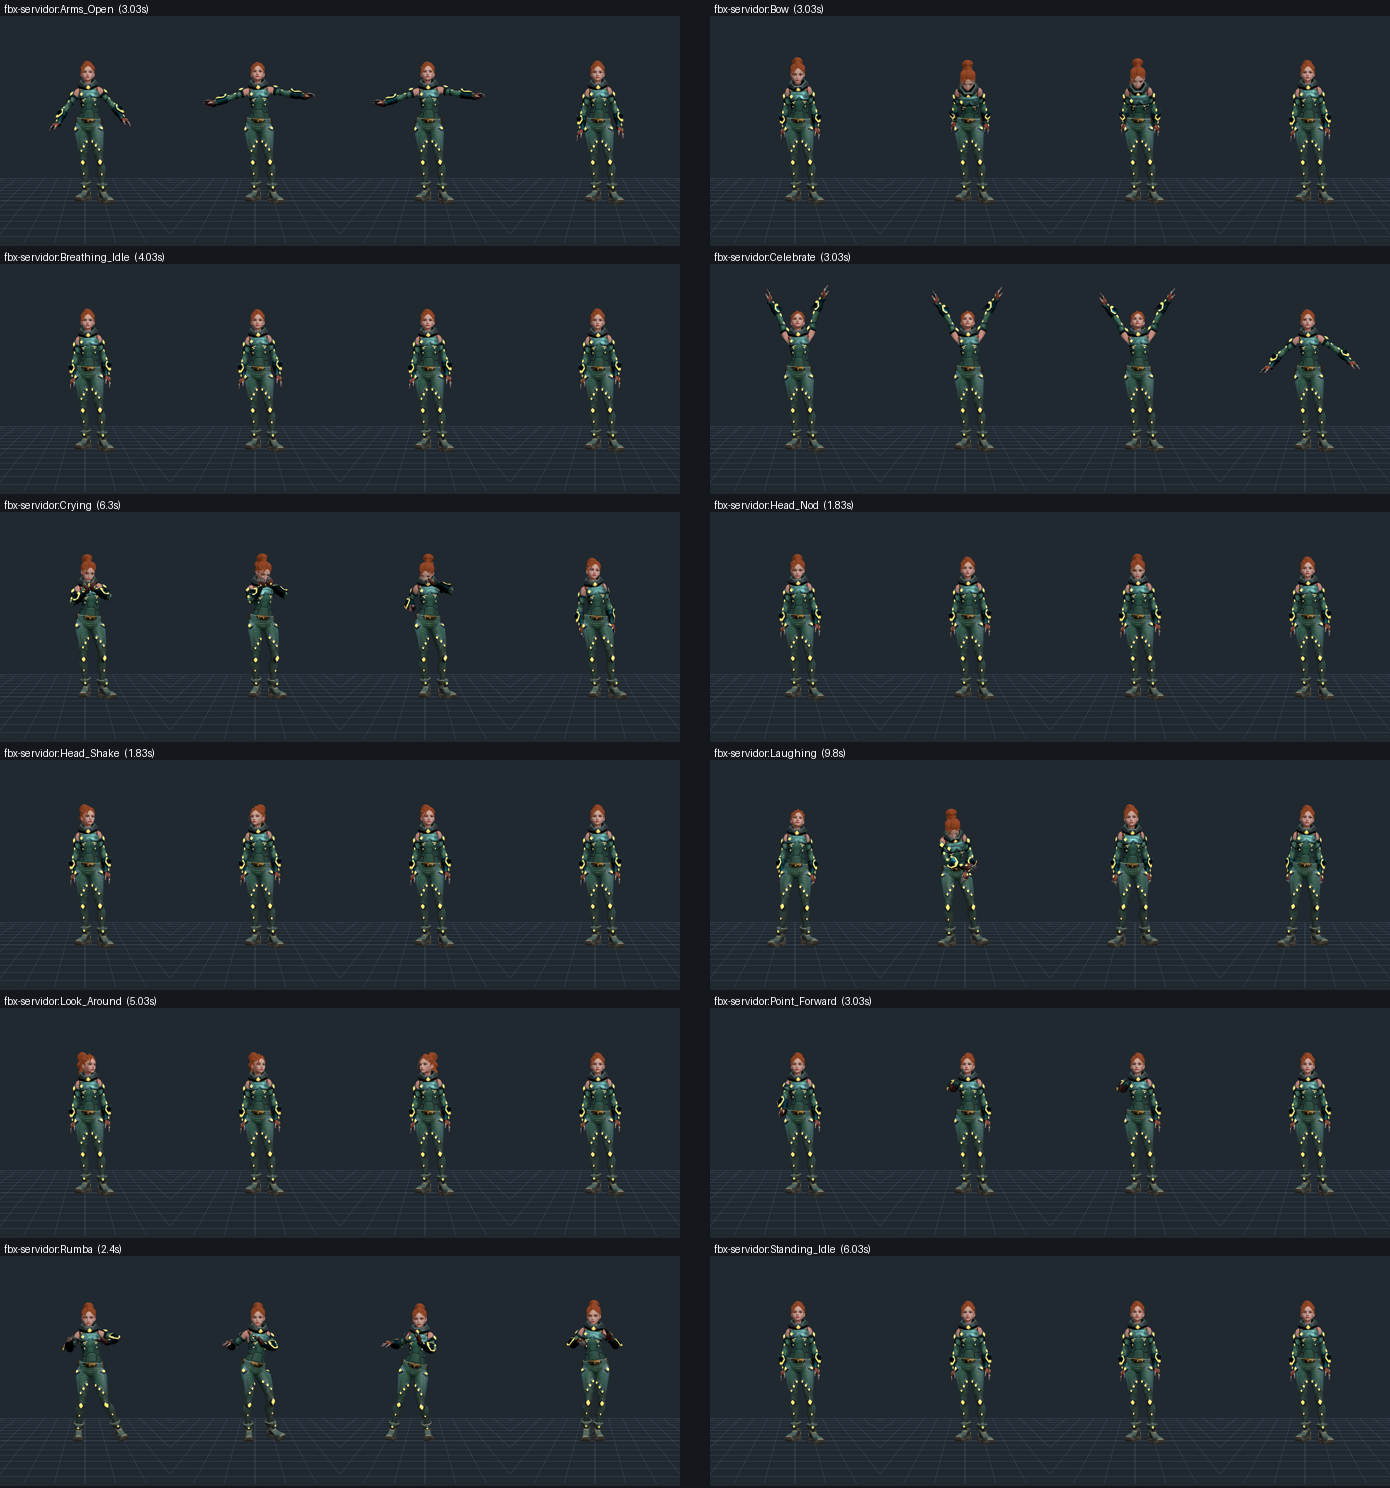 fbx-servidor:Arms_Open (3.03s)
fbx-servidor:Bow (3.03s)
fbx-servidor:Breathing_Idle (4.03s)
fbx-servidor:Celebrate (3.03s)
fbx-servidor:Crying (6.3s)
fbx-servidor:Head_Nod (1.83s)
fbx-servidor:Head_Shake (1.83s)
fbx-servidor:Laughing (9.8s)
fbx-servidor:Look_Around (5.03s)
fbx-servidor:Point_Forward (3.03s)
fbx-servidor:Rumba (2.4s)
fbx-servidor:Standing_Idle (6.03s)